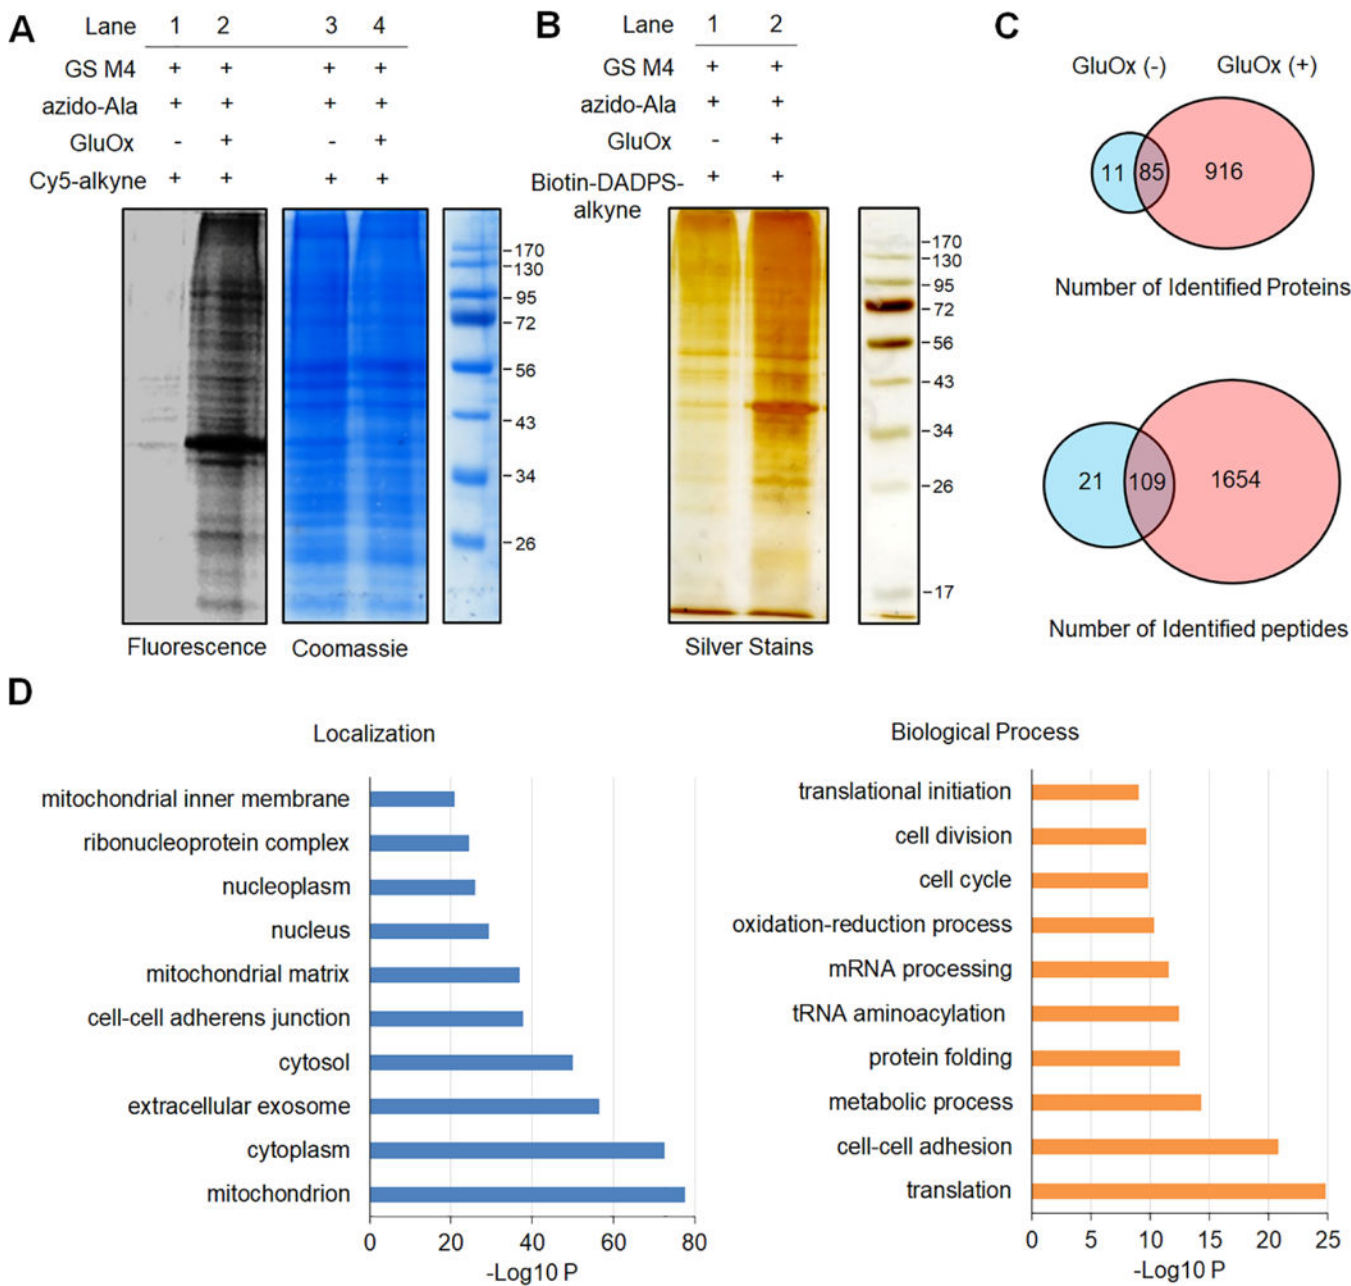 A
Lane 1 2 3 4
GS M4 + + + +
azido-Ala + + + +
GluOx - + - +
Cy5-alkyne + + + +
-170
-130
-95
-72
-56
-43
-34
-26
Fluorescence Coomassie
B
Lane 1 2
GS M4 + +
azido-Ala + +
GluOx - +
Biotin-DADPS- + +
alkyne
-170
-130
-95
-72
-56
-43
-34
-26
-17
Silver Stains
C
GluOx (-) GluOx (+)
11 85 916
Number of Identified Proteins
21 109 1654
Number of Identified peptides
D
Localization
mitochondrial inner membrane
ribonucleoprotein complex
nucleoplasm
nucleus
mitochondrial matrix
cell-cell adherens junction
cytosol
extracellular exosome
cytoplasm
mitochondrion
0 20 40 60 80
-Log10 P
Biological Process
translational initiation
cell division
cell cycle
oxidation-reduction process
mRNA processing
tRNA aminoacylation
protein folding
metabolic process
cell-cell adhesion
translation
0 5 10 15 20 25
-Log10 P